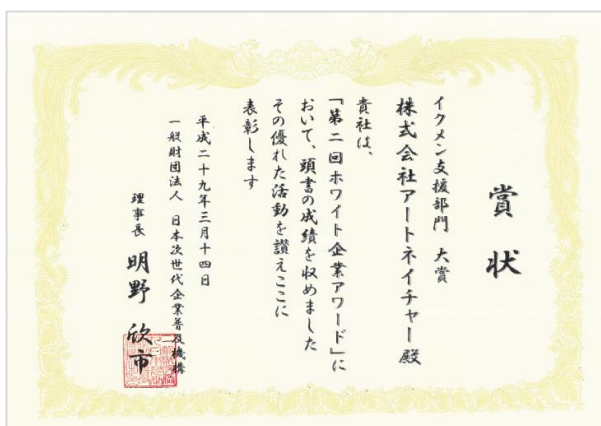 賞状
イクメン支援部門 大賞
株式会社アートネイチャー殿
貴社は、
「第二回ホワイト企業アワード」に
おいて、頭書の成績を収めました
その優れた活動を讃えここに
表彰します
平成二十九年三月十四日
一般財団法人 日本次世代企業普及機構
理事長 明野欣市